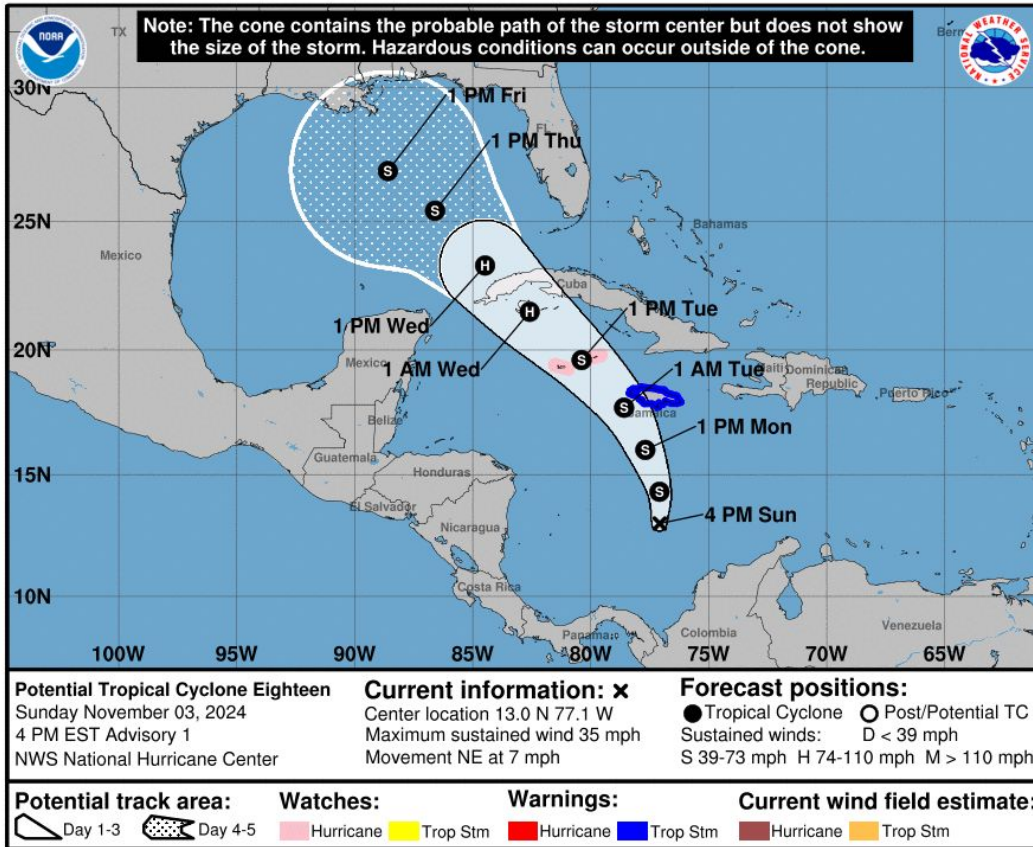 Note: The cone contains the probable path of the storm center but does not show
the size of the storm. Hazardous conditions can occur outside of the cone.
NOAA
NATIONAL WEATHER SERVICE
TX
30N
1 PM Fri
FL
1 PM Thu
25N
Bahamas
Mexico
Cuba
1 PM Wed
1 PM Tue
20N
Mexico
1 AM Wed
1 AM Tue
Dominican
Republic
Puerto Rico
Jamaica
Belize
1 PM Mon
Guatemala
15N
Honduras
El Salvador
4 PM Sun
Nicaragua
10N
Costa Rica
Panama
Colombia
Venezuela
100W 95W 90W 85W 80W 75W 70W 65W
S
S
H
H
S
S
S
S
Potential Tropical Cyclone Eighteen
Sunday November 03, 2024
4 PM EST Advisory 1
NWS National Hurricane Center
Current information: x
Center location 13.0 N 77.1 W
Maximum sustained wind 35 mph
Movement NE at 7 mph
Forecast positions:
Tropical Cyclone Post/Potential TC
Sustained winds: D < 39 mph
S 39-73 mph H 74-110 mph M > 110 mph
Potential track area:
Day 1-3 Day 4-5
Watches:
Hurricane Trop Stm
Warnings:
Hurricane Trop Stm
Current wind field estimate:
Hurricane Trop Stm